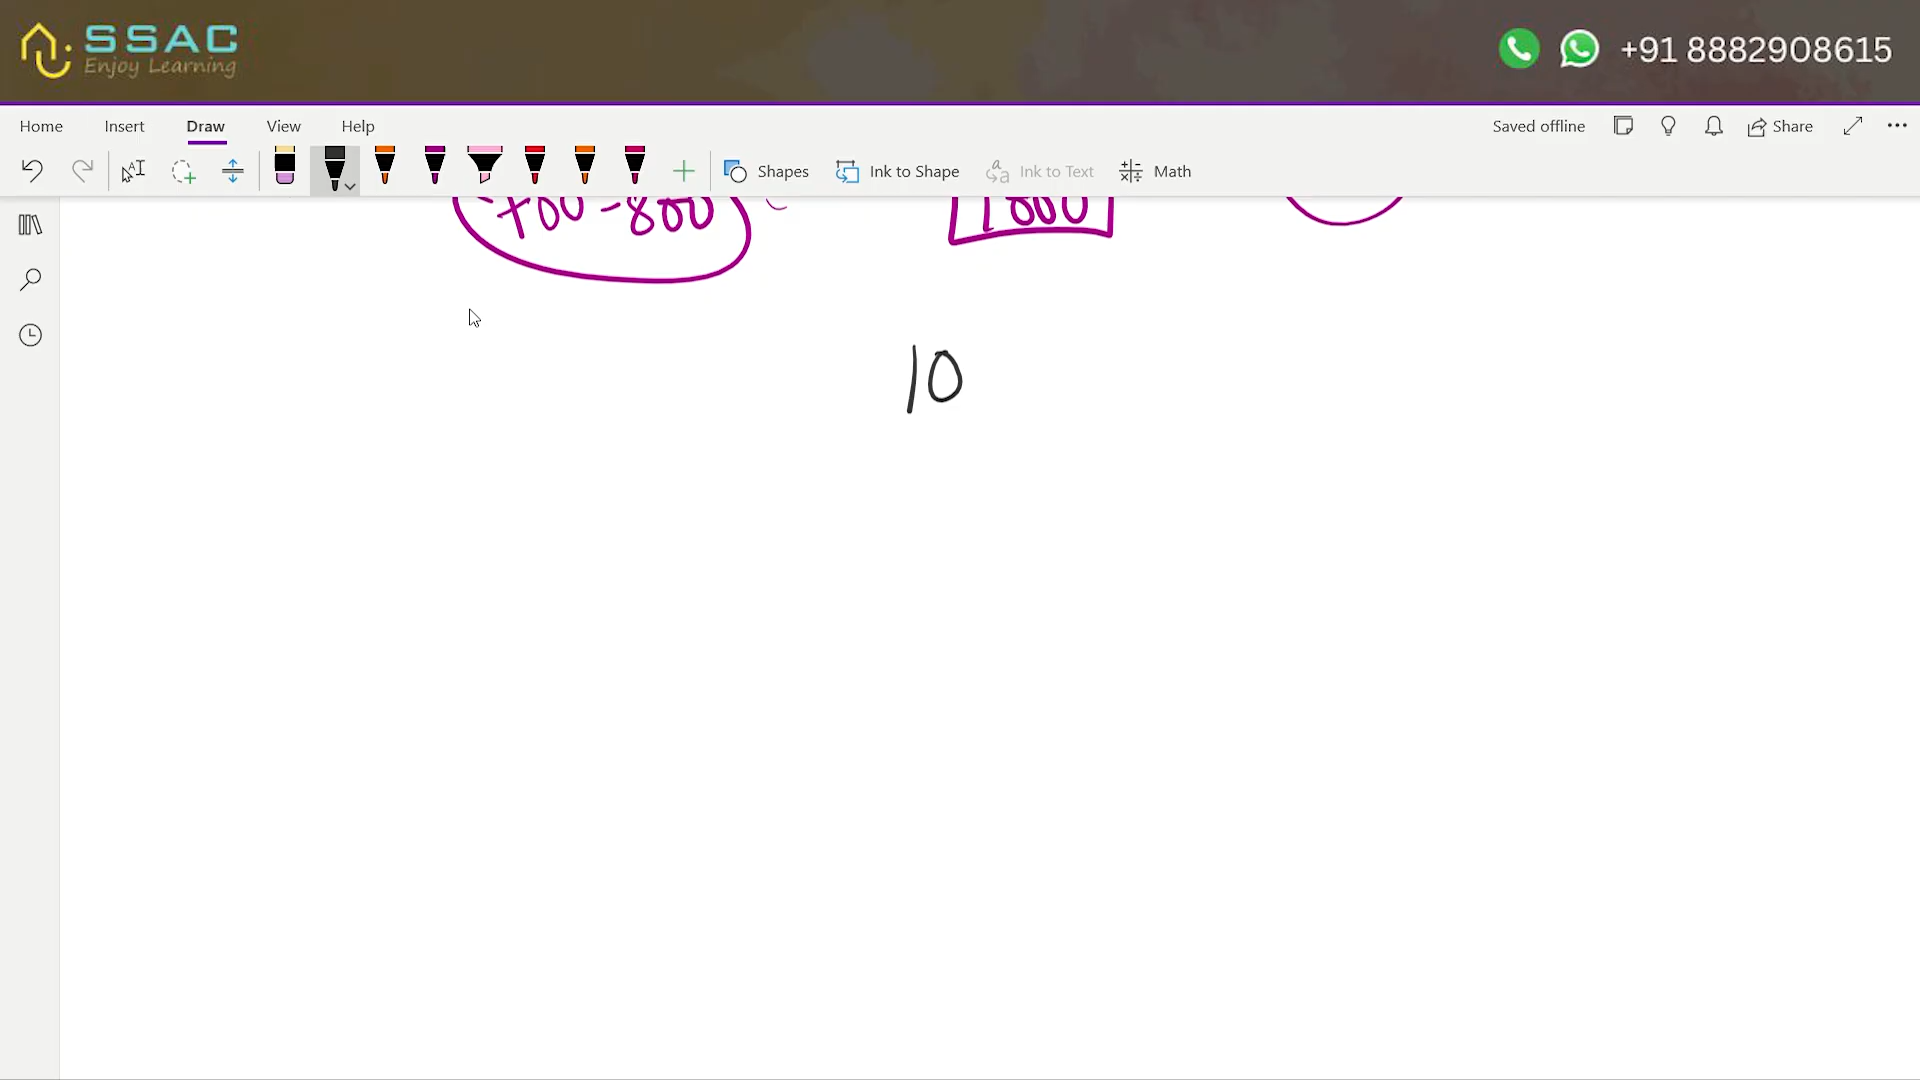 SSAC
Enjoy Learning
+91 8882908615
Home Insert Draw View Help
Saved offline Share
Shapes Ink to Shape Ink to Text Math
700-800
1800
10